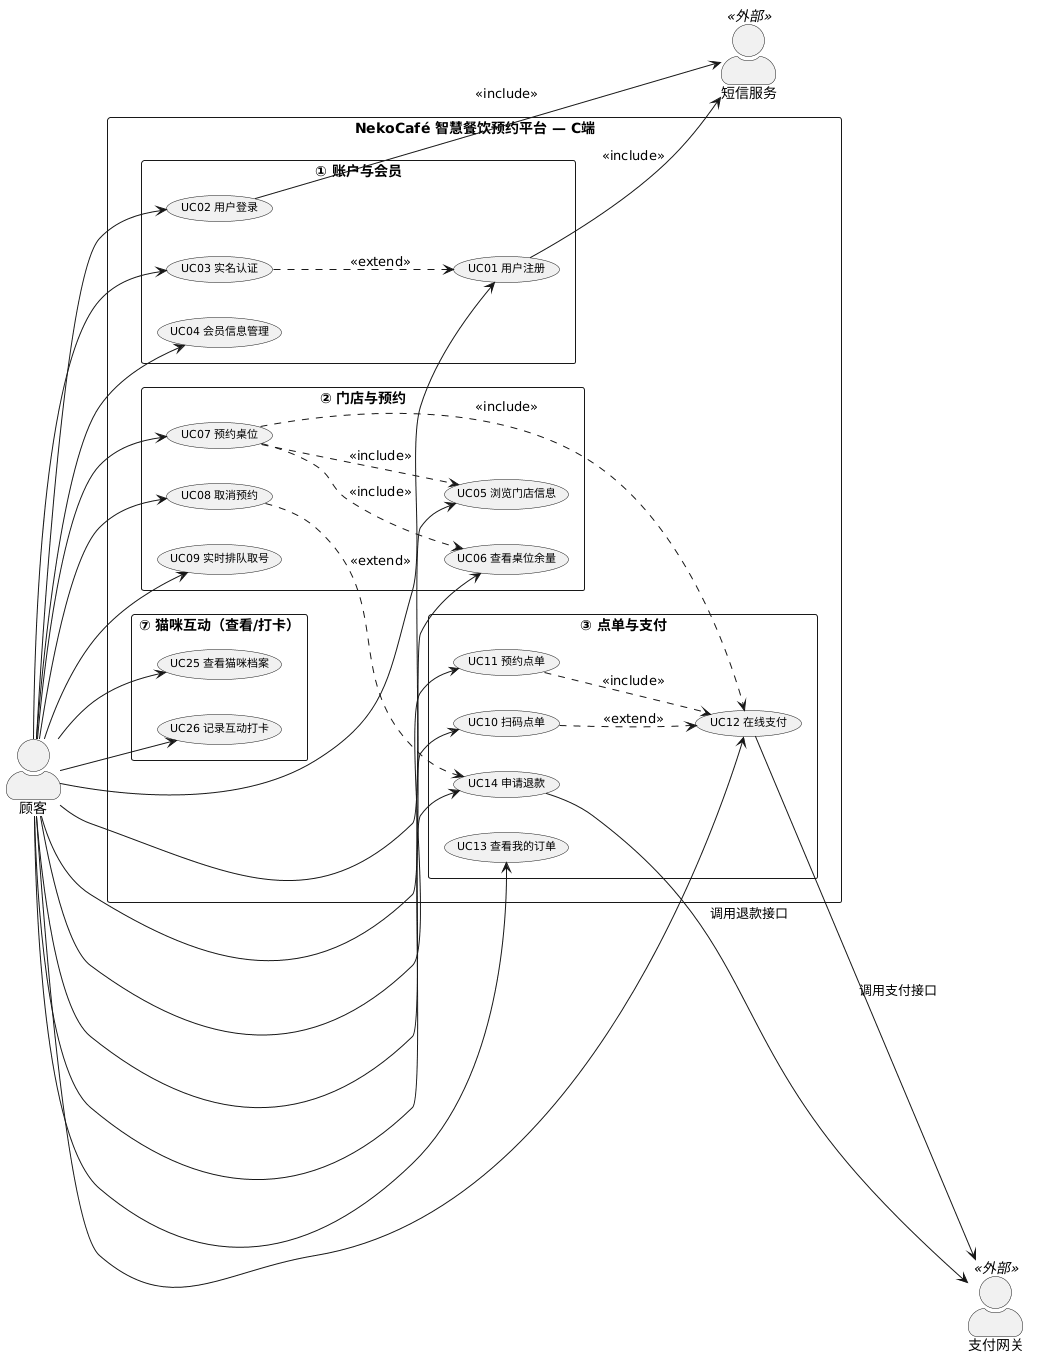 «外部»
短信服务
«include»
NekoCafé 智慧餐饮预约平台 — C端
«include»
① 账户与会员
UC02 用户登录
UC03 实名认证
«extend»
UC01 用户注册
UC04 会员信息管理
② 门店与预约
«include»
UC07 预约桌位
«include»
UC08 取消预约
«include»
UC05 浏览门店信息
UC09 实时排队取号
«extend»
UC06 查看桌位余量
⑦ 猫咪互动（查看/打卡）
③ 点单与支付
UC25 查看猫咪档案
UC11 预约点单
«include»
UC26 记录互动打卡
UC10 扫码点单
«extend»
UC12 在线支付
UC14 申请退款
顾客
UC13 查看我的订单
调用退款接口
调用支付接口
«外部»
支付网关